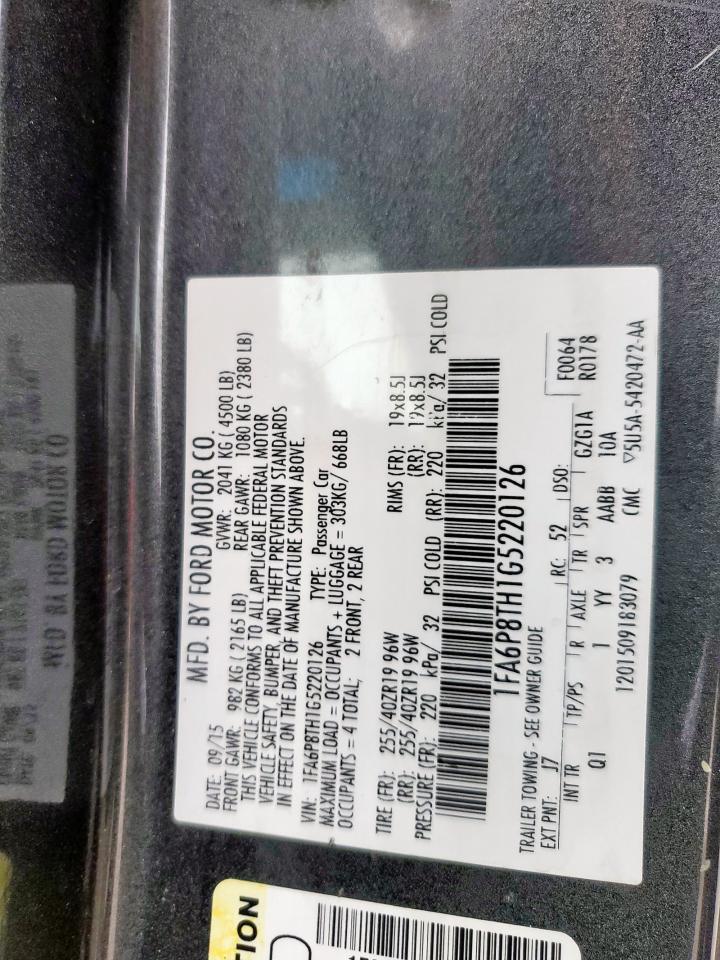 MFD. BY FORD MOTOR CO.
DATE: 09/15 GVWR: 2041 KG ( 4500 LB)
FRONT GAWR: 982 KG ( 2165 LB) REAR GAWR: 1080 KG ( 2380 LB)
THIS VEHICLE CONFORMS TO ALL APPLICABLE FEDERAL MOTOR
VEHICLE SAFETY, BUMPER, AND THEFT PREVENTION STANDARDS
IN EFFECT ON THE DATE OF MANUFACTURE SHOWN ABOVE.
VIN: 1FA6P8TH1G5220126 TYPE: Passenger Car
MAXIMUM LOAD = OCCUPANTS + LUGGAGE = 303KG/ 668LB
OCCUPANTS = 4 TOTAL: 2 FRONT, 2 REAR
TIRE (FR): 255/40ZR19 96W RIMS (FR): 19x8.5J
(RR): 255/40ZR19 96W (RR): 19x8.5J
PRESSURE (FR): 220 kPa/ 32 PSI COLD (RR): 220 kPa/ 32 PSI COLD
1FA6P8TH1G5220126
TRAILER TOWING - SEE OWNER GUIDE
EXT PNT: J7 RC: 52 DSO: F0064
INT TR TP/PS R AXLE TR SPR GZG1A R0178
Q1 1 YY 3 AABB 10A
1201509183079 CMC ▽5U5A-5420472-AA